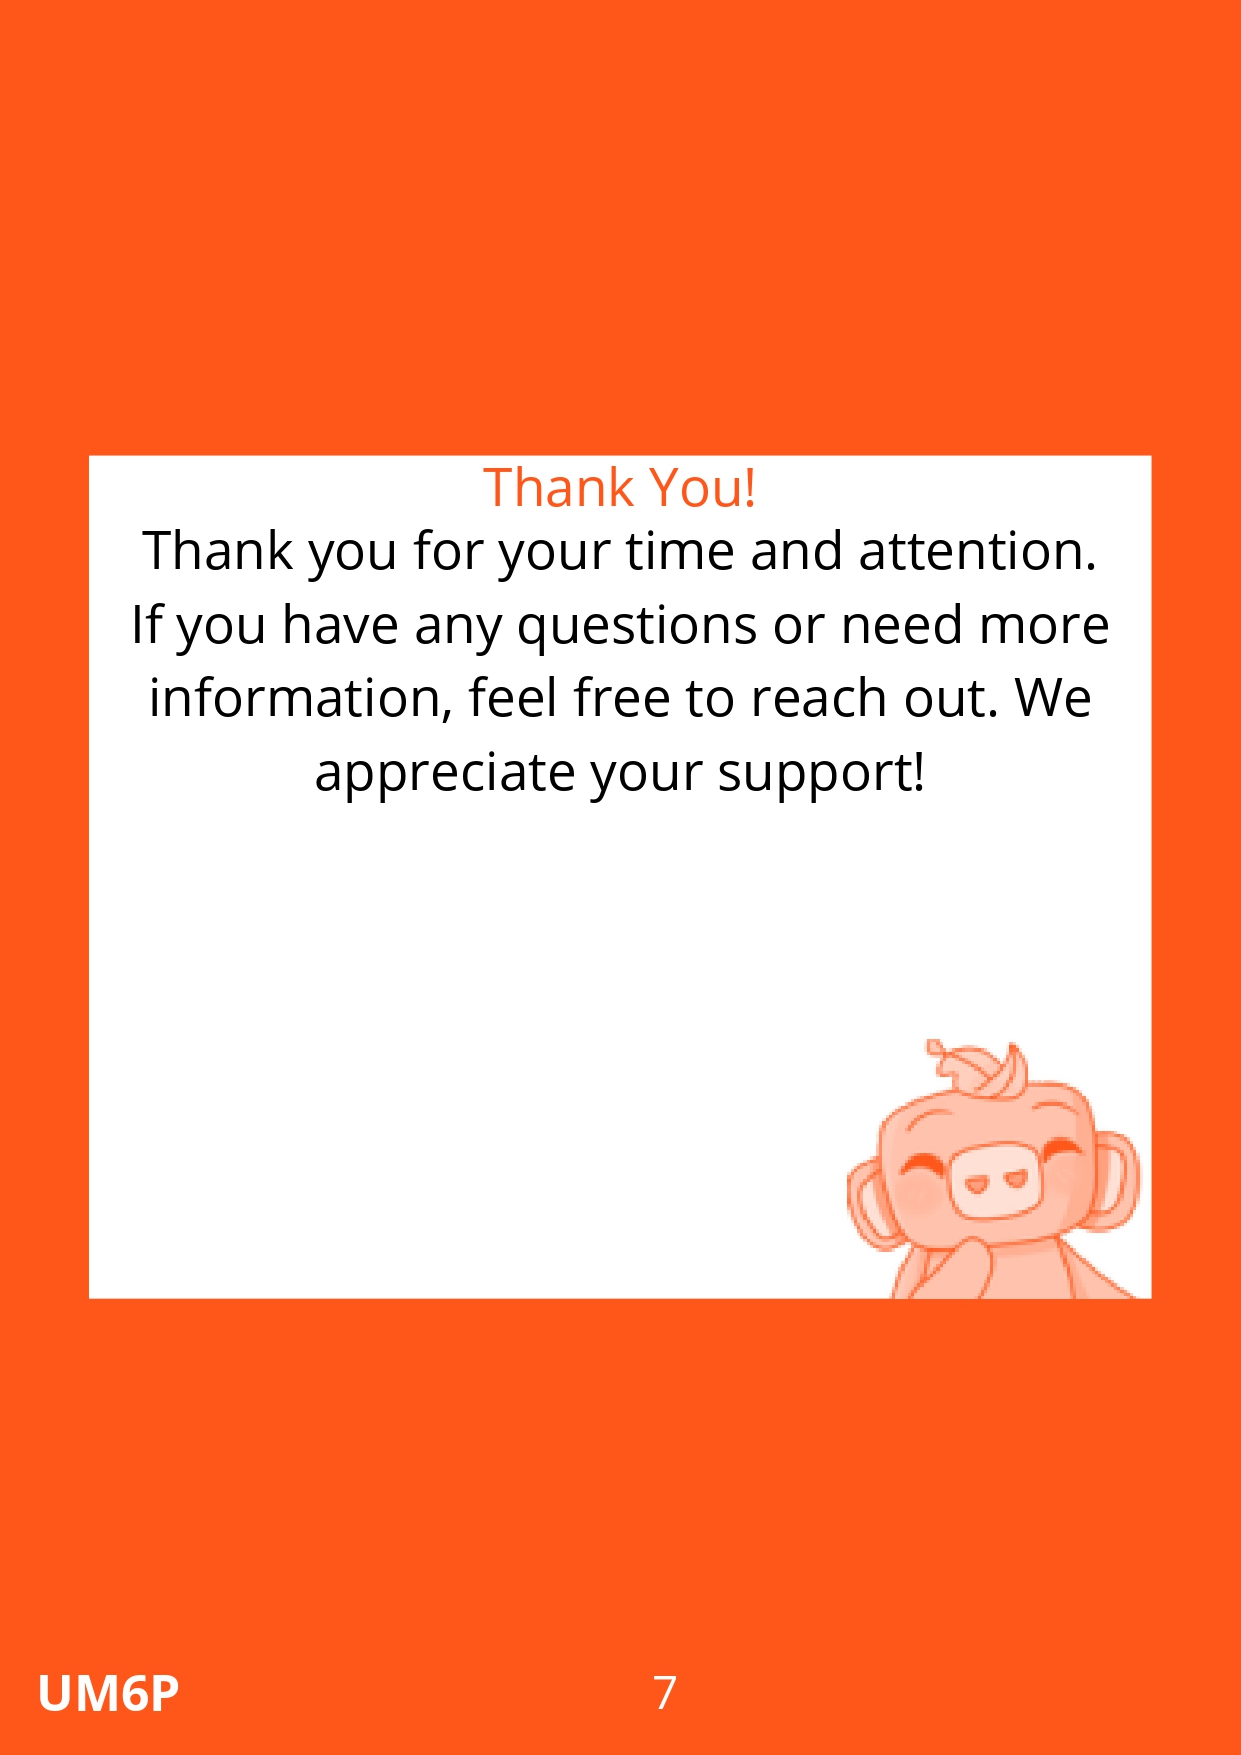 Thank You!
Thank you for your time and attention.
If you have any questions or need more
information, feel free to reach out. We
appreciate your support!
UM6P
7